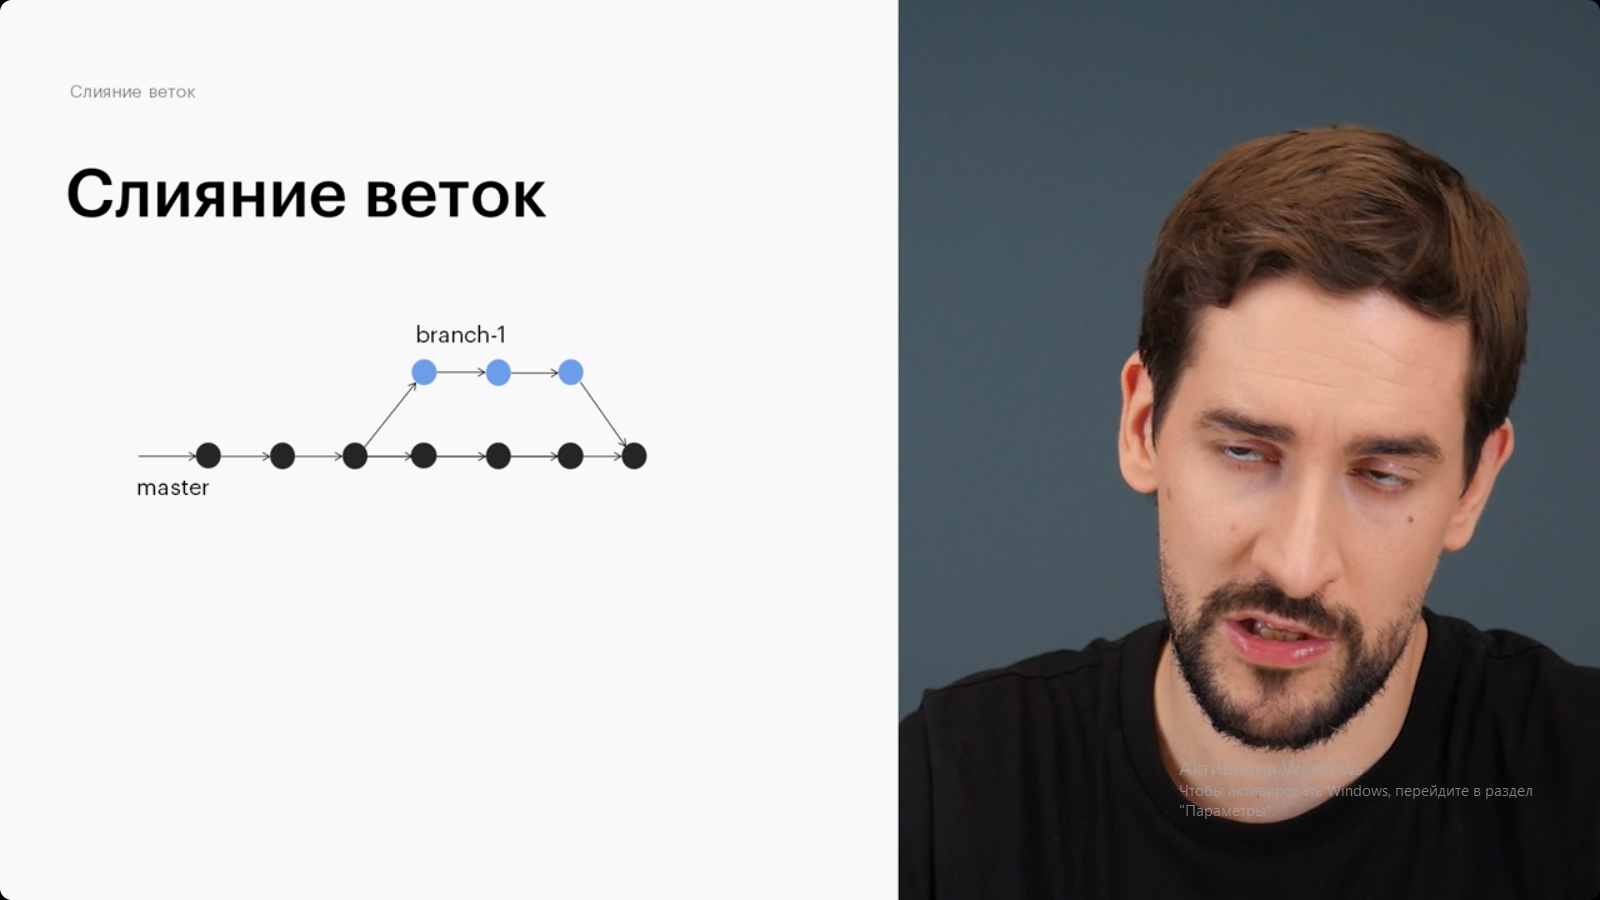 Слияние веток
Слияние веток
branch-1
master
Активация Windows
Чтобы активировать Windows, перейдите в раздел
"Параметры".